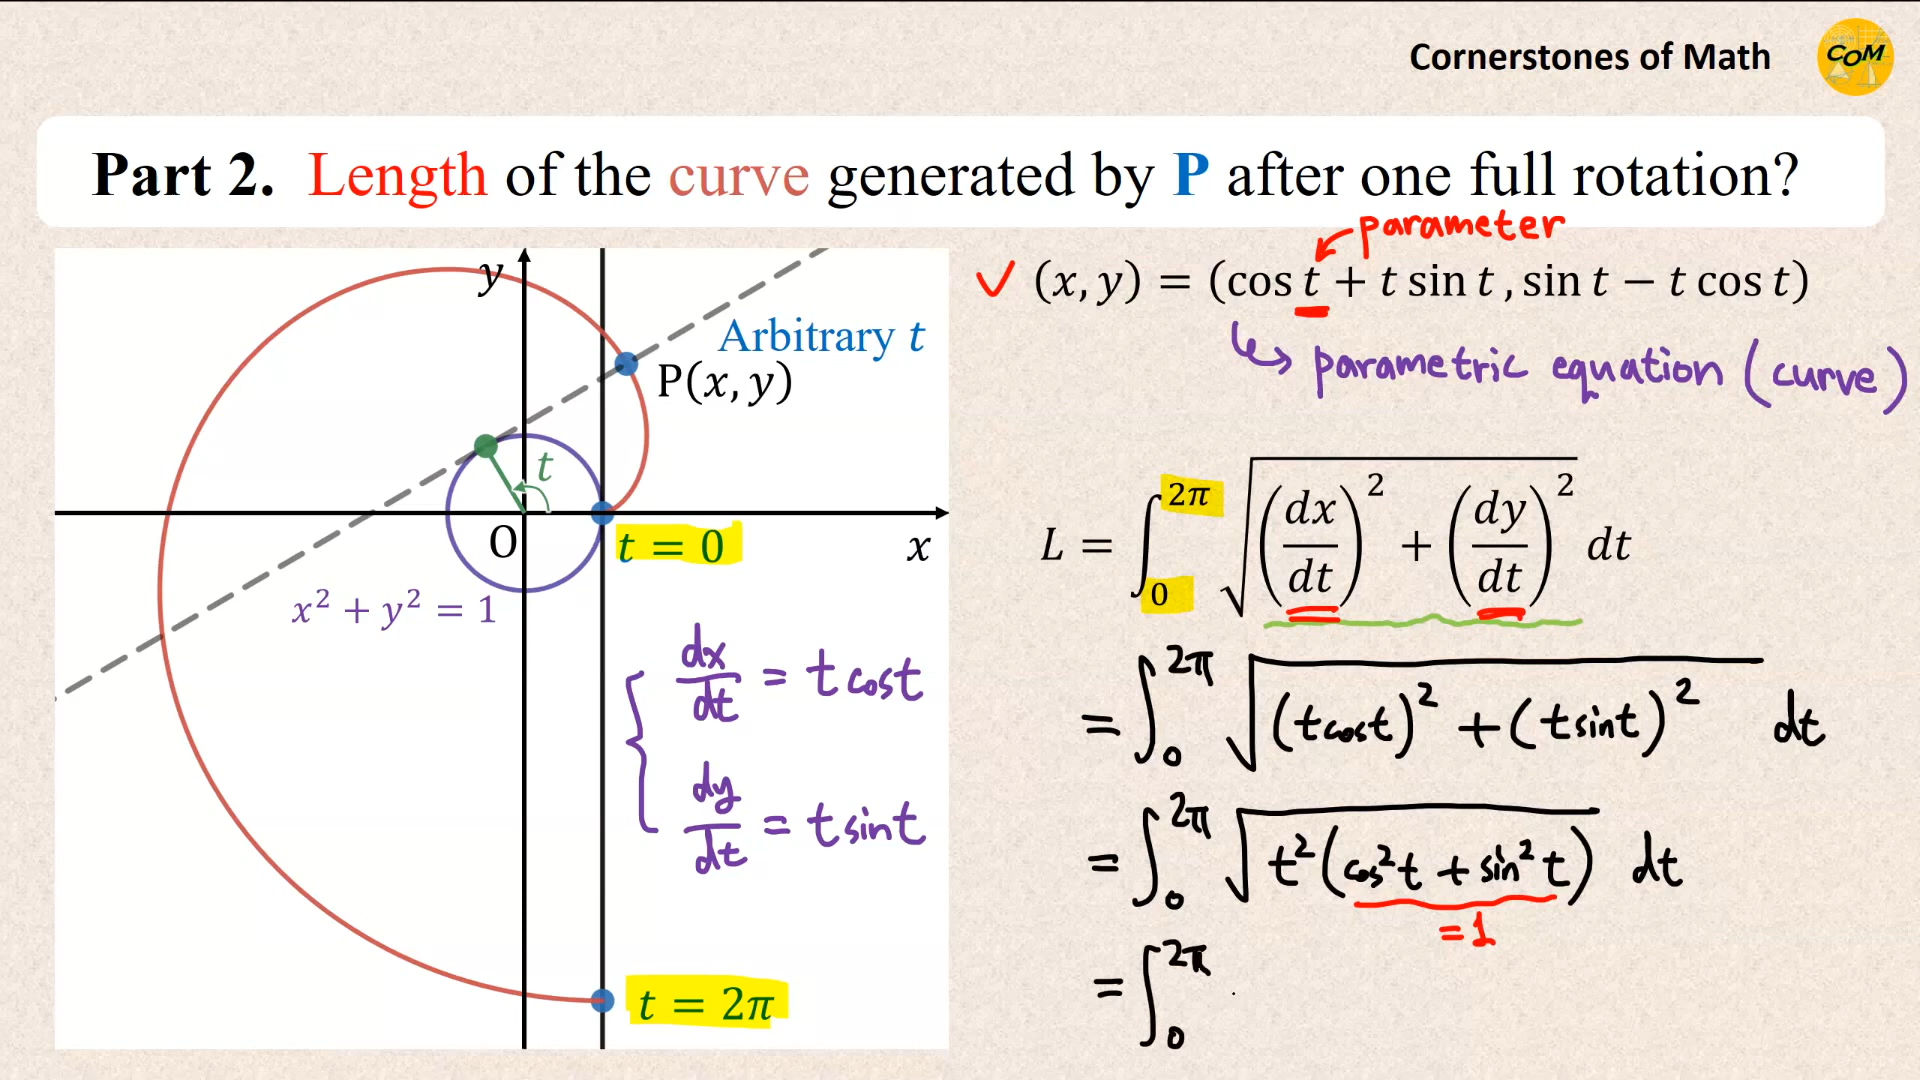 Cornerstones of Math
CoM
Part 2. Length of the curve generated by P after one full rotation?
parameter
✓ (x, y) = (cos t + t sin t , sin t − t cos t)
↳ parametric equation (curve)
y
Arbitrary t
P(x, y)
t
O
x
t = 0
x² + y² = 1
t = 2π
dx/dt = t cost
dy/dt = t sint
L = ∫₀^2π √((dx/dt)² + (dy/dt)²) dt
= ∫₀^2π √((tcost)² + (tsint)²) dt
= ∫₀^2π √(t²(cos²t + sin²t)) dt
= 1
= ∫₀^2π